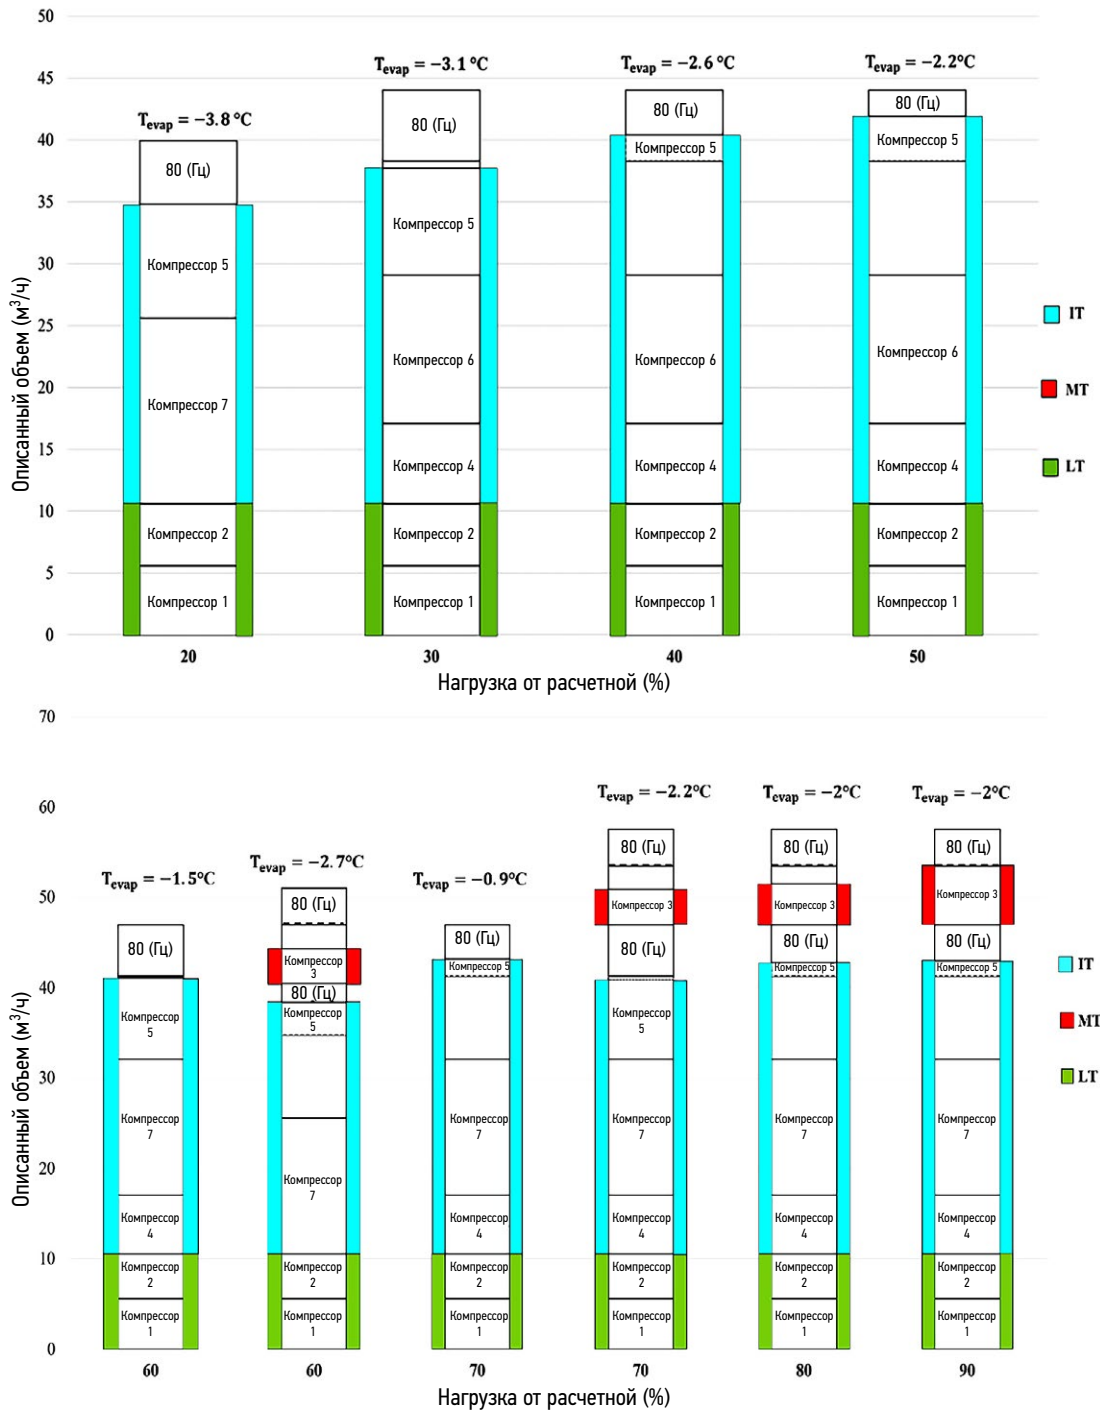 50
45
40
35
30
25
20
15
10
5
0
Описанный объем (м³/ч)
T_evap = −3.8 °C
T_evap = −3.1 °C
T_evap = −2.6 °C
T_evap = −2.2°C
80 (Гц)
Компрессор 5
Компрессор 7
Компрессор 2
Компрессор 1
80 (Гц)
Компрессор 5
Компрессор 6
Компрессор 4
Компрессор 2
Компрессор 1
80 (Гц)
Компрессор 5
Компрессор 6
Компрессор 4
Компрессор 2
Компрессор 1
80 (Гц)
Компрессор 5
Компрессор 6
Компрессор 4
Компрессор 2
Компрессор 1
IT
MT
LT
20 30 40 50
Нагрузка от расчетной (%)
70
60
50
40
30
20
10
0
Описанный объем (м³/ч)
T_evap = −1.5°C
T_evap = −2.7°C
T_evap = −0.9°C
T_evap = −2.2°C
T_evap = −2°C
T_evap = −2°C
80 (Гц)
Компрессор
5
Компрессор
7
Компрессор
4
Компрессор
2
Компрессор
1
80 (Гц)
Компрессор
3
80 (Гц)
Компрессор
5
Компрессор
7
Компрессор
2
Компрессор
1
80 (Гц)
Компрессор 5
Компрессор
7
Компрессор
4
Компрессор
2
Компрессор
1
80 (Гц)
Компрессор 3
80 (Гц)
Компрессор
5
Компрессор
7
Компрессор
4
Компрессор
2
Компрессор
1
80 (Гц)
Компрессор 3
80 (Гц)
Компрессор 5
Компрессор
7
Компрессор
4
Компрессор
2
Компрессор
1
80 (Гц)
Компрессор 3
80 (Гц)
Компрессор 5
Компрессор
7
Компрессор
4
Компрессор
2
Компрессор
1
IT
MT
LT
60 60 70 70 80 90
Нагрузка от расчетной (%)